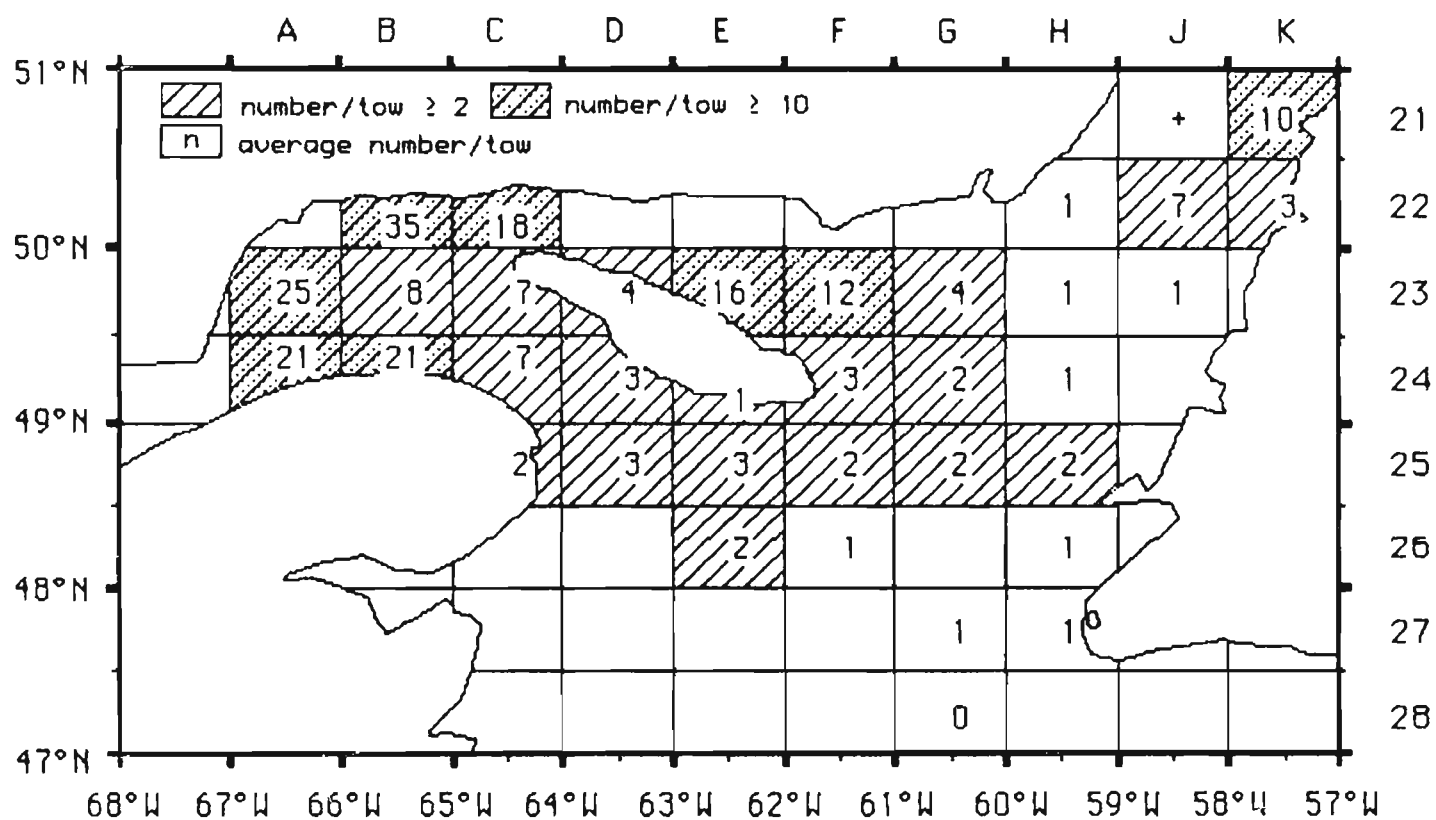 A B C D E F G H J K
51°N
number/tow ≥ 2 number/tow ≥ 10
n average number/tow
+ 10 21
35 18 1 7 3 22
50°N
25 8 7 4 16 12 4 1 1 23
21 21 7 3 1 3 2 1 24
49°N
2 3 3 2 2 2 25
2 1 1 26
48°N
1 1 27
0 28
47°N
68°W 67°W 66°W 65°W 64°W 63°W 62°W 61°W 60°W 59°W 58°W 57°W